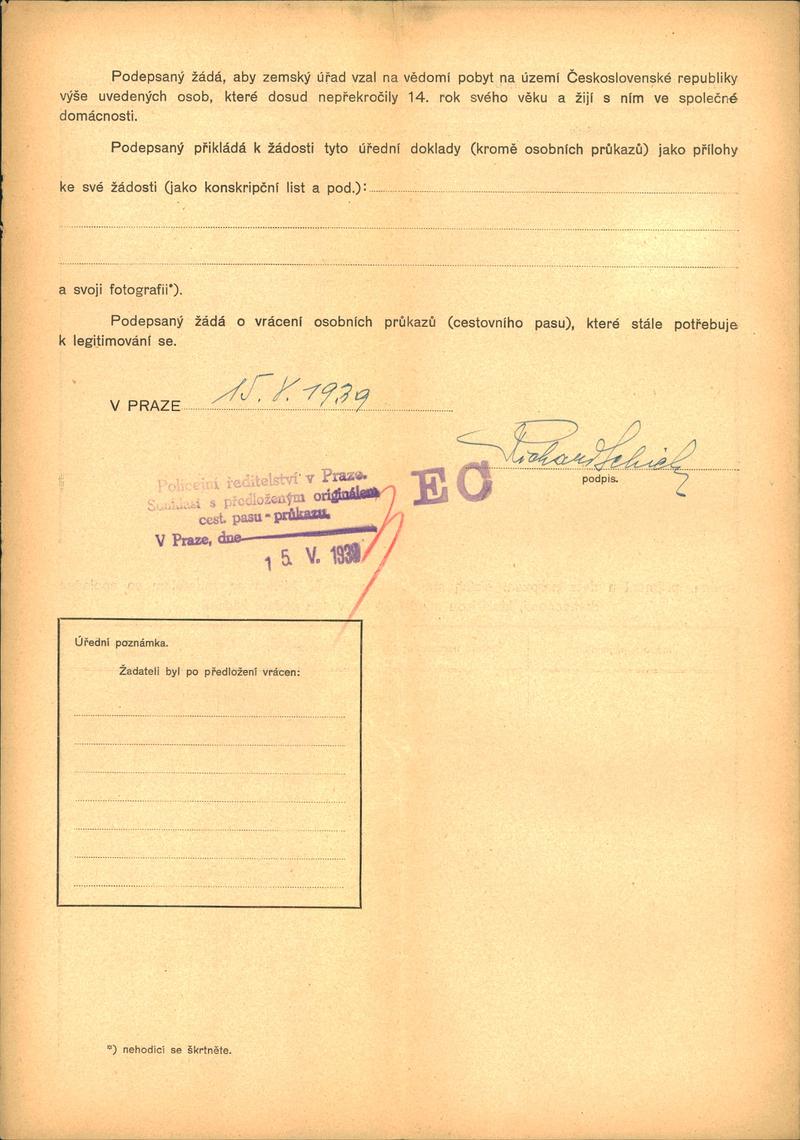 Podepsaný žádá, aby zemský úřad vzal na vědomí pobyt na území Československé republiky
výše uvedených osob, které dosud nepřekročily 14. rok svého věku a žijí s ním ve společné
domácnosti.
Podepsaný přikládá k žádosti tyto úřední doklady (kromě osobních průkazů) jako přílohy
ke své žádosti (jako konskripční list a pod.):
a svoji fotografii*).
Podepsaný žádá o vrácení osobních průkazů (cestovního pasu), které stále potřebuje
k legitimování se.
V PRAZE 15. V. 1939
Richard Schich
podpis.
EC
Policejní ředitelství v Praze.
Souhlasí s předloženým originálem
cest. pasu - průkazu.
V Praze, dne
15. V. 1939
Úřední poznámka.
Žadateli byl po předložení vrácen:
*) nehodící se škrtněte.